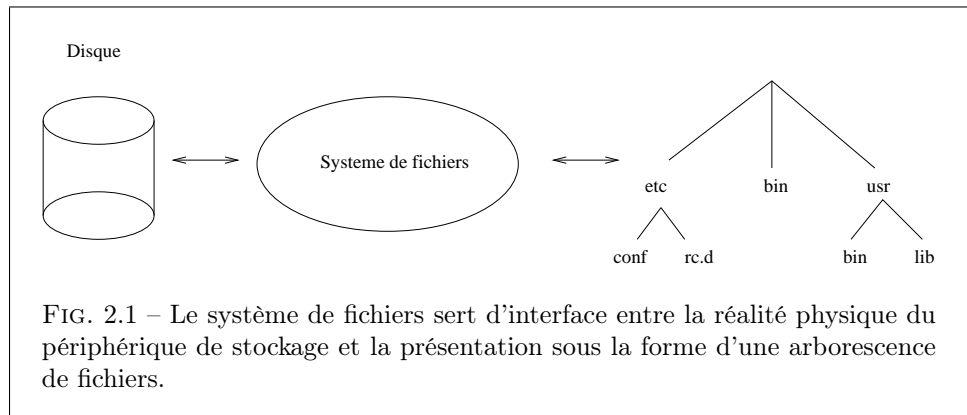 Disque
Systeme de fichiers
etc
bin
usr
conf
rc.d
bin
lib
FIG. 2.1 – Le système de fichiers sert d'interface entre la réalité physique du
périphérique de stockage et la présentation sous la forme d'une arborescence
de fichiers.